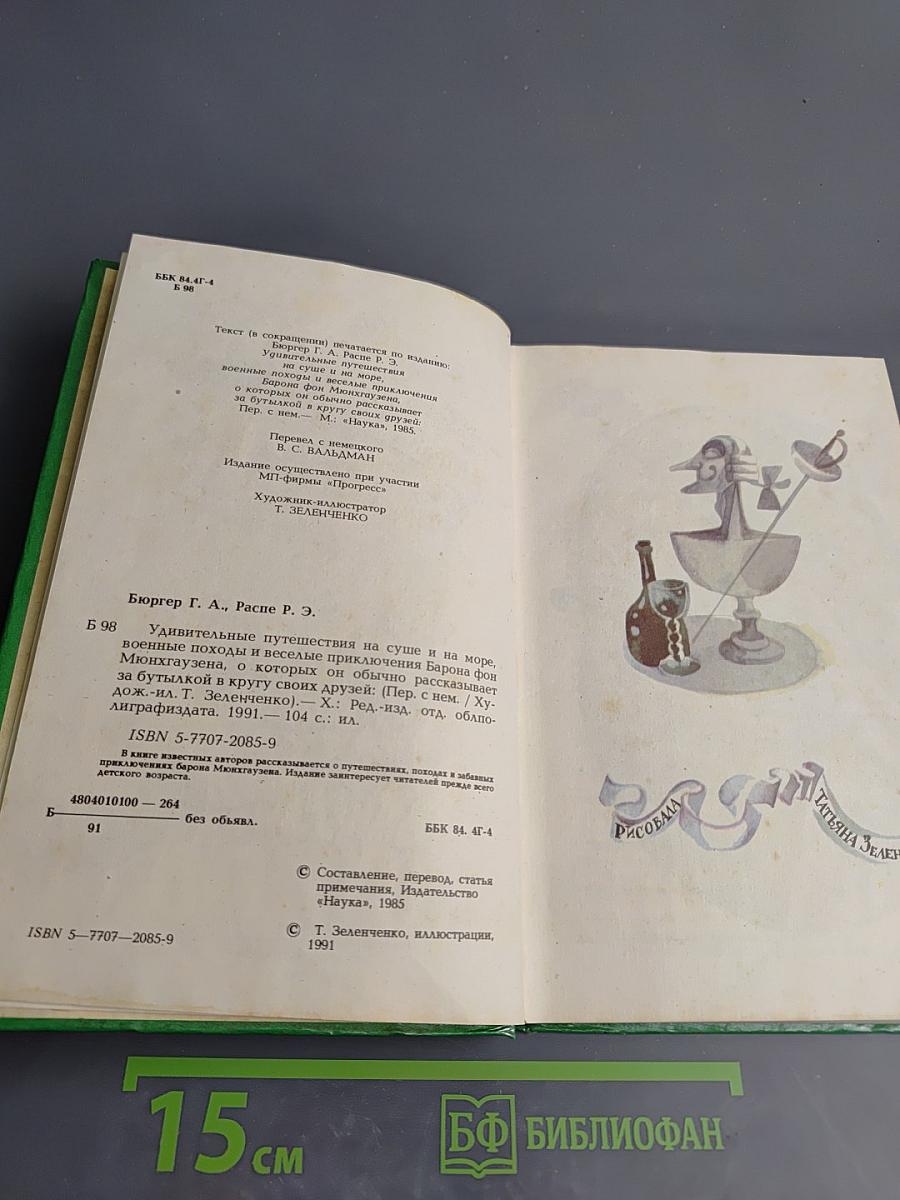 ББК 84.4Г-4
Б 98
Текст (в сокращении) печатается по изданию:
Бюргер Г. А. Распе Р. Э.
Удивительные путешествия
на суше и на море,
военные походы и веселые приключения
Барона фон Мюнхгаузена,
о которых он обычно рассказывает
за бутылкой в кругу своих друзей:
Пер. с нем.— М.: «Наука», 1985.
Перевел с немецкого
В. С. ВАЛЬДМАН
Издание осуществлено при участии
МП-фирмы «Прогресс»
Художник-иллюстратор
Т. ЗЕЛЕНЧЕНКО
Бюргер Г. А., Распе Р. Э.
Б 98 Удивительные путешествия на суше и на море,
военные походы и веселые приключения Барона фон
Мюнхгаузена, о которых он обычно рассказывает
за бутылкой в кругу своих друзей: (Пер. с нем. / Ху-
дож.-ил. Т. Зеленченко).— Х.: Ред.-изд. отд. облпо-
лиграфиздата. 1991.— 104 с.: ил.
ISBN 5-7707-2085-9
В книге известных авторов рассказывается о путешествиях, походах и забавных
приключениях барона Мюнхгаузена. Издание заинтересует читателей прежде всего
детского возраста.
4804010100 — 264
Б
91
без объявл.
ББК 84. 4Г-4
© Составление, перевод, статья
примечания, Издательство
«Наука», 1985
ISBN 5—7707—2085-9
© Т. Зеленченко, иллюстрации,
1991
РИСОВАЛА
ТАТЬЯНА ЗЕЛЕН
15 см
БФ БИБЛИОФАН